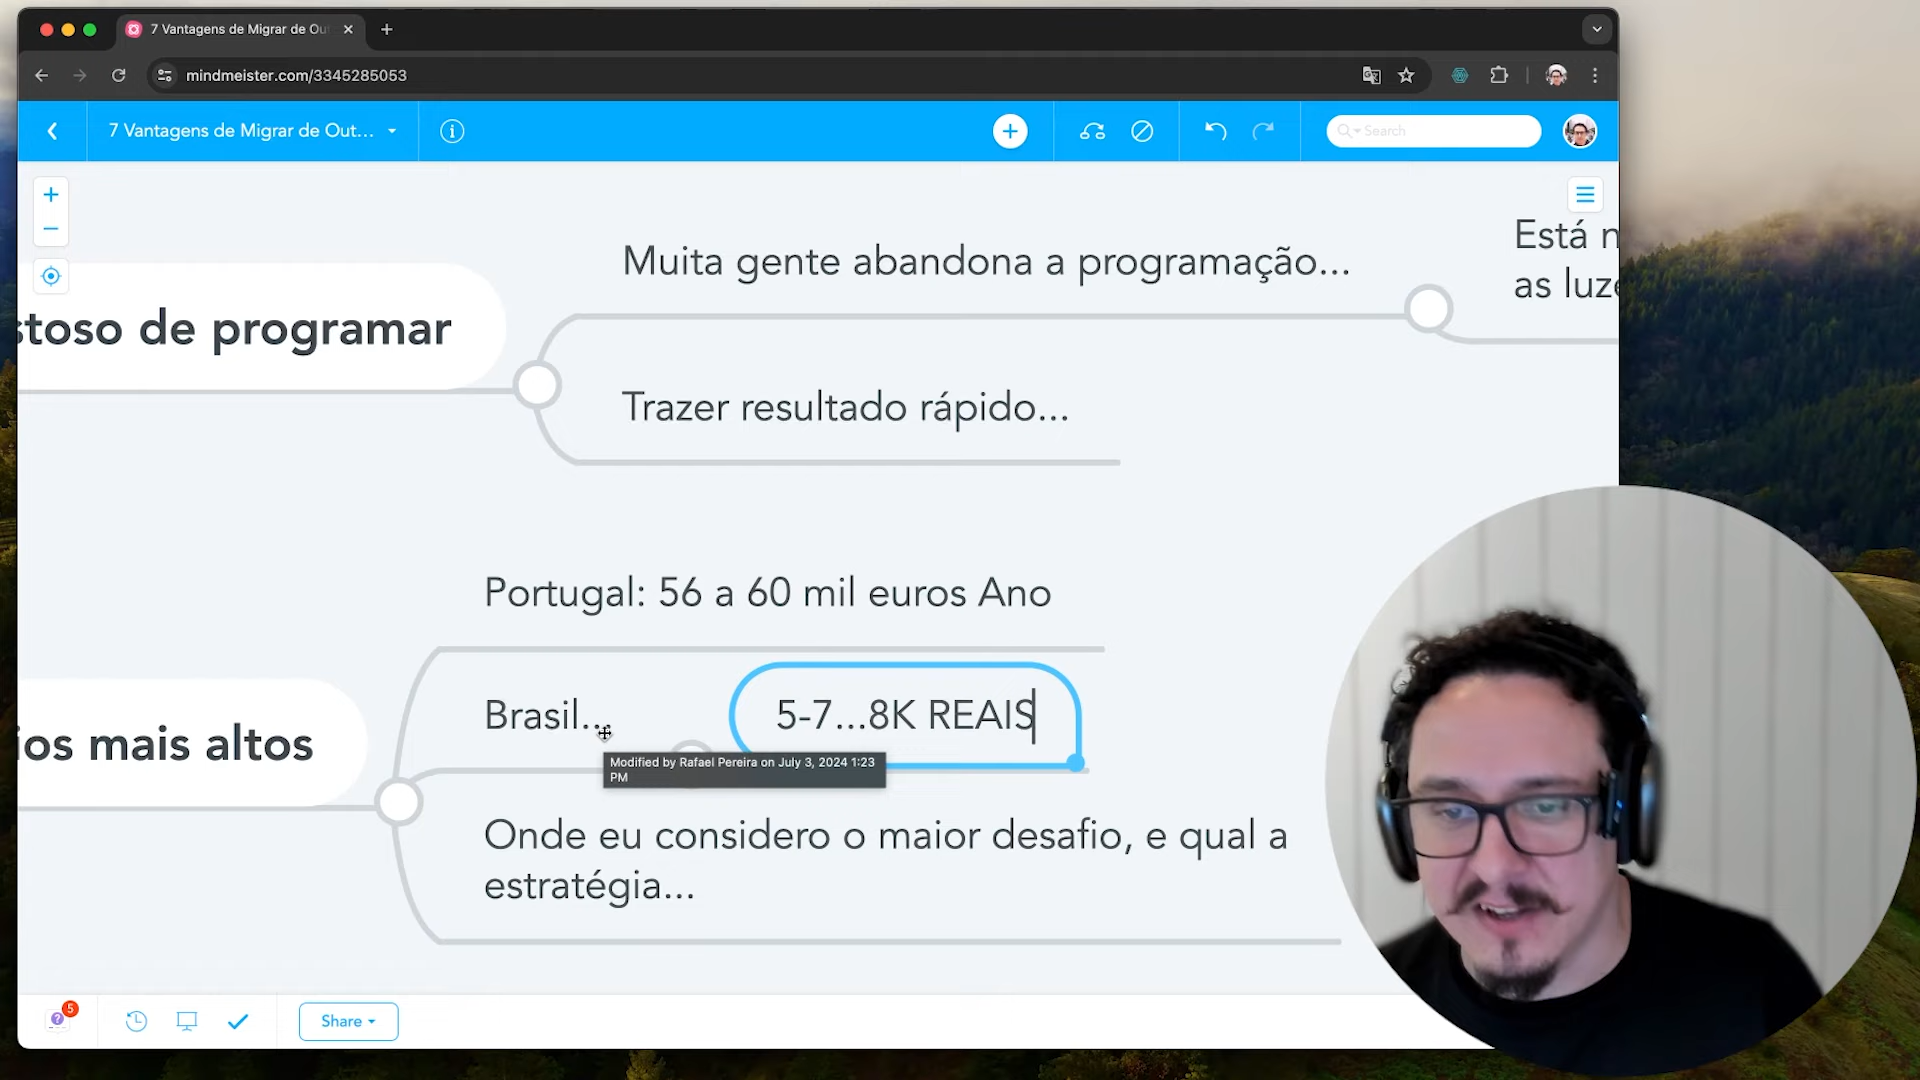 7 Vantagens de Migrar de Ou
mindmeister.com/3345285053
7 Vantagens de Migrar de Out...
Search
Está n
as luze
Muita gente abandona a programação...
stoso de programar
Trazer resultado rápido...
Portugal: 56 a 60 mil euros Ano
Brasil...
5-7...8K REAIS
Modified by Rafael Pereira on July 3, 2024 1:23
PM
ios mais altos
Onde eu considero o maior desafio, e qual a
estratégia...
5
Share